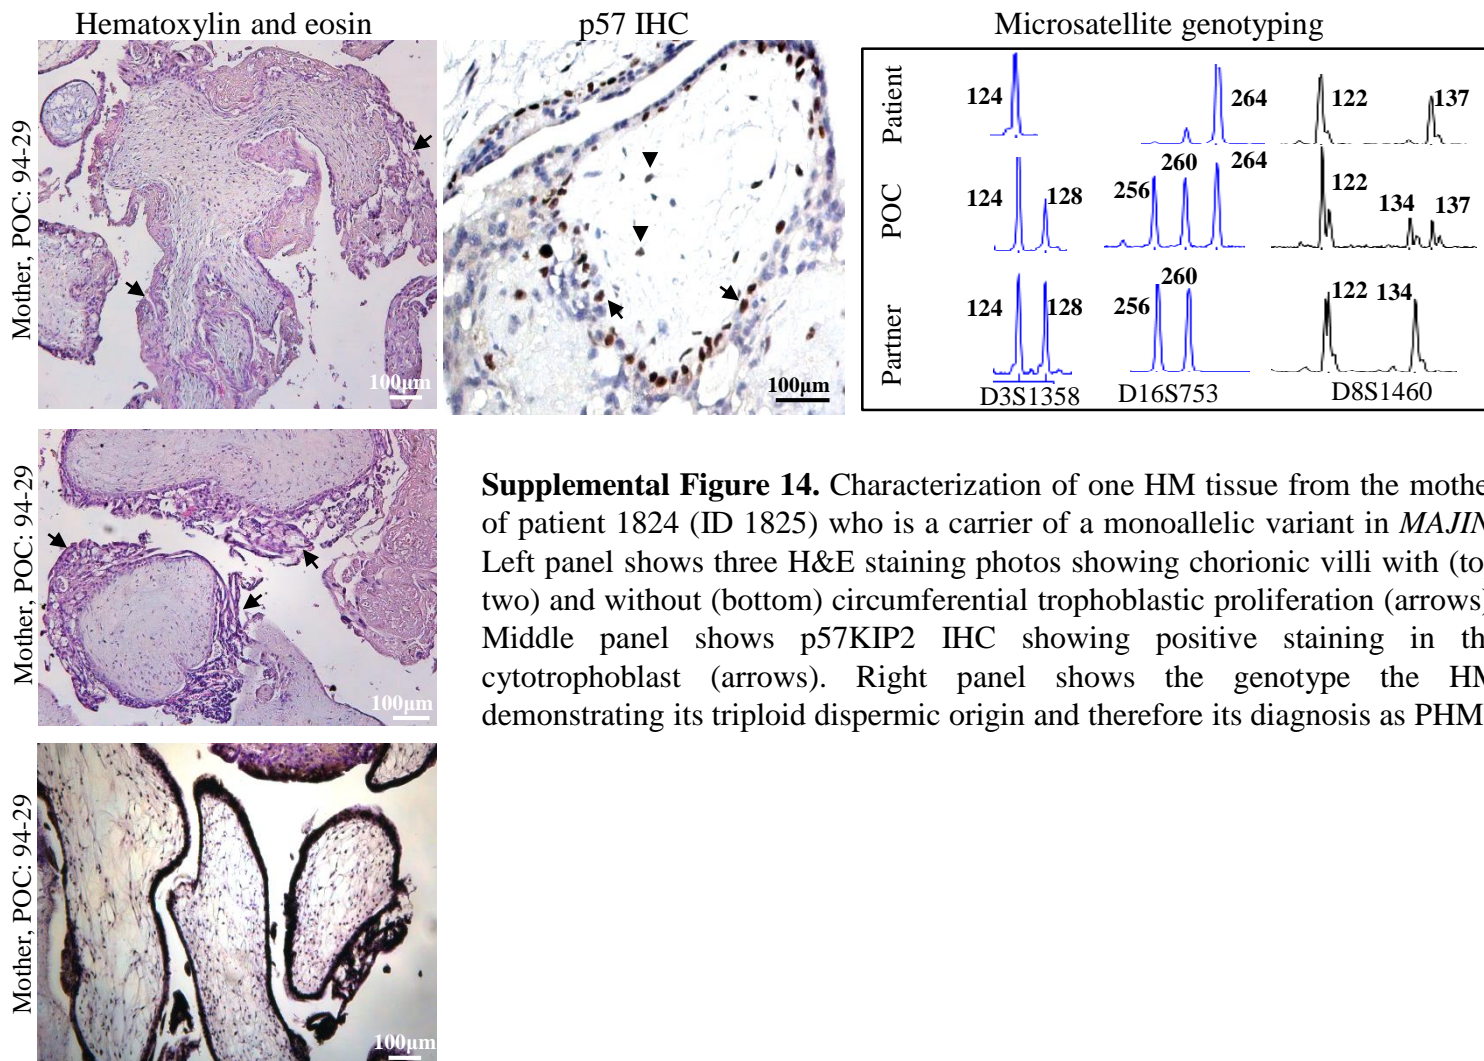 Hematoxylin and eosin
p57 IHC
Microsatellite genotyping
Mother, POC: 94-29
100μm
100μm
Patient
124
264
122
137
POC
124
128
256
260
264
122
134
137
Partner
124
128
256
260
122
134
D3S1358
D16S753
D8S1460
Mother, POC: 94-29
100μm
Supplemental Figure 14. Characterization of one HM tissue from the mothe
of patient 1824 (ID 1825) who is a carrier of a monoallelic variant in MAJIN
Left panel shows three H&E staining photos showing chorionic villi with (to
two) and without (bottom) circumferential trophoblastic proliferation (arrows)
Middle panel shows p57KIP2 IHC showing positive staining in th
cytotrophoblast (arrows). Right panel shows the genotype the HM
demonstrating its triploid dispermic origin and therefore its diagnosis as PHM
Mother, POC: 94-29
100μm